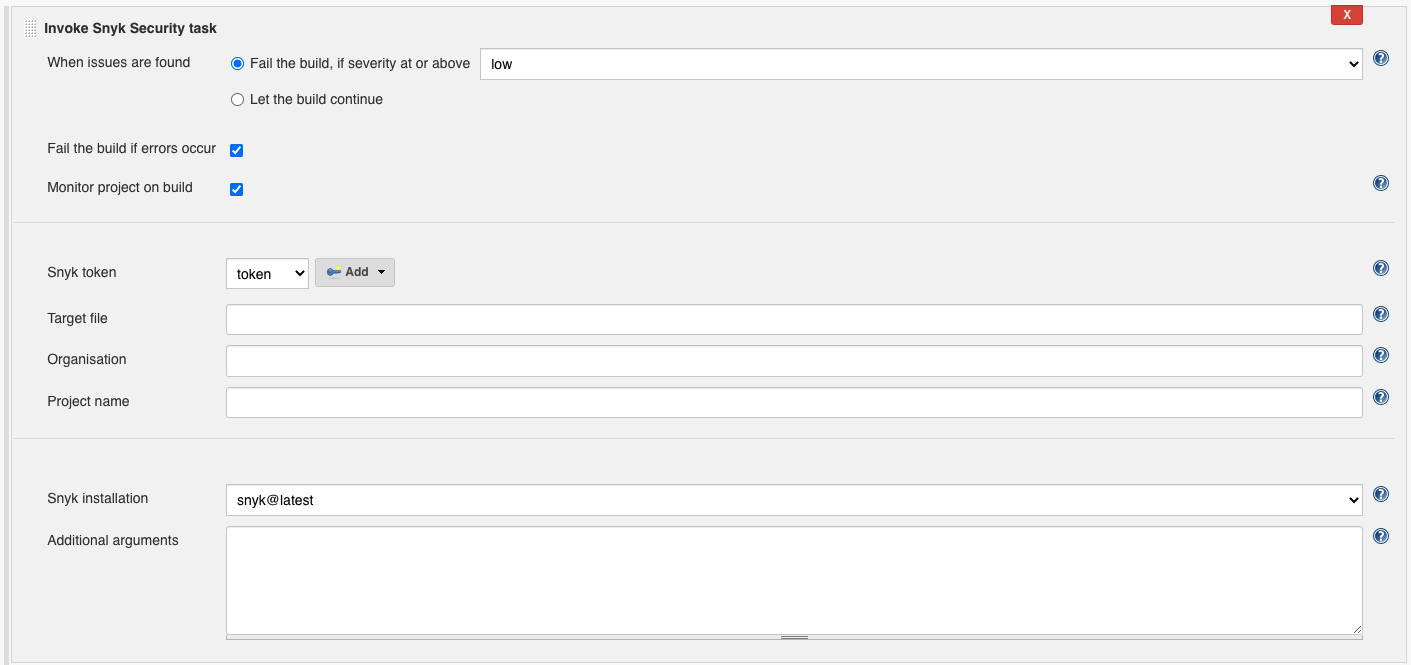 X
Invoke Snyk Security task
When issues are found
Fail the build, if severity at or above
low
?
Let the build continue
Fail the build if errors occur
Monitor project on build
?
Snyk token
token
Add
?
Target file
?
Organisation
?
Project name
?
Snyk installation
snyk@latest
?
Additional arguments
?